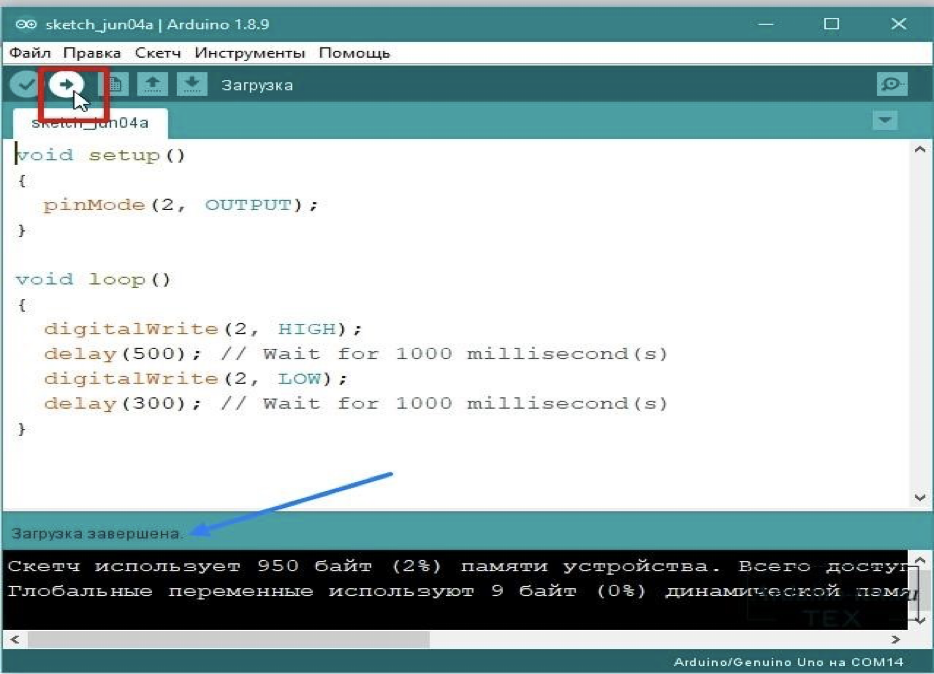 sketch_jun04a | Arduino 1.8.9
Файл Правка Скетч Инструменты Помощь
Загрузка
sketch_jun04a
void setup()
{
  pinMode(2, OUTPUT);
}
void loop()
{
  digitalWrite(2, HIGH);
  delay(500); // Wait for 1000 millisecond(s)
  digitalWrite(2, LOW);
  delay(300); // Wait for 1000 millisecond(s)
}
Загрузка завершена.
Скетч использует 950 байт (2%) памяти устройства. Всего доступ
Глобальные переменные используют 9 байт (0%) динамической памя
ТЕХ
Arduino/Genuino Uno на COM14